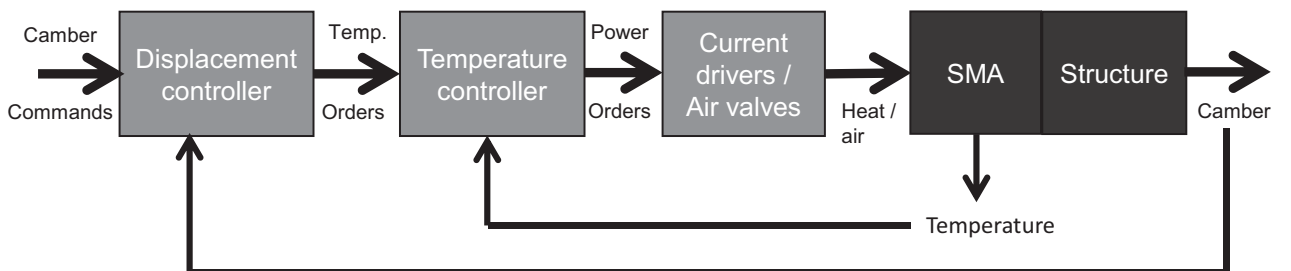 Camber
Commands
Displacement
controller
Temp.
Orders
Temperature
controller
Power
Orders
Current
drivers /
Air valves
Heat /
air
SMA
Structure
Camber
Temperature